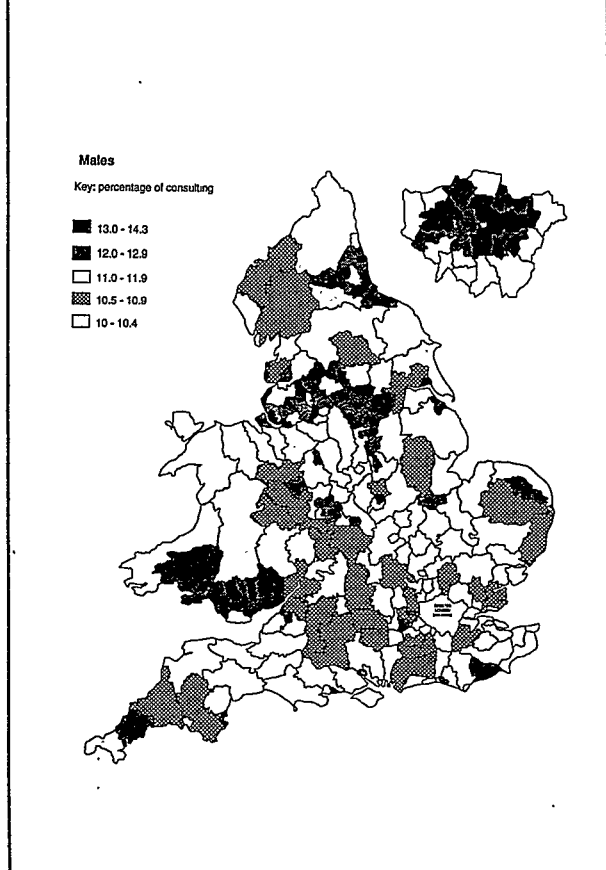 Males
Key: percentage of consulting
13.0 - 14.3
12.0 - 12.9
11.0 - 11.9
10.5 - 10.9
10 - 10.4